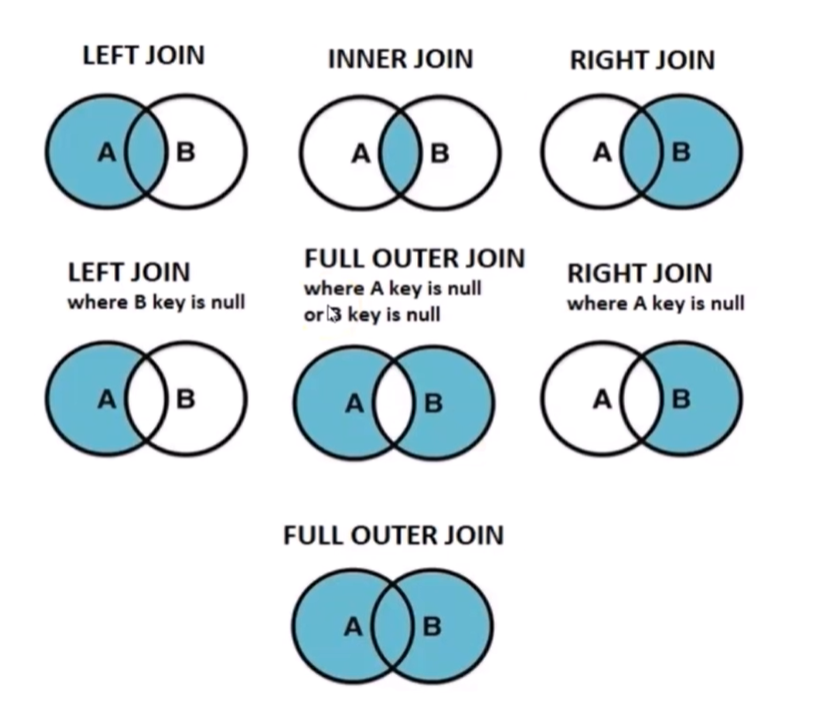 LEFT JOIN
INNER JOIN
RIGHT JOIN
A B
A B
A B
LEFT JOIN
where B key is null
FULL OUTER JOIN
where A key is null
or B key is null
RIGHT JOIN
where A key is null
A B
A B
A B
FULL OUTER JOIN
A B